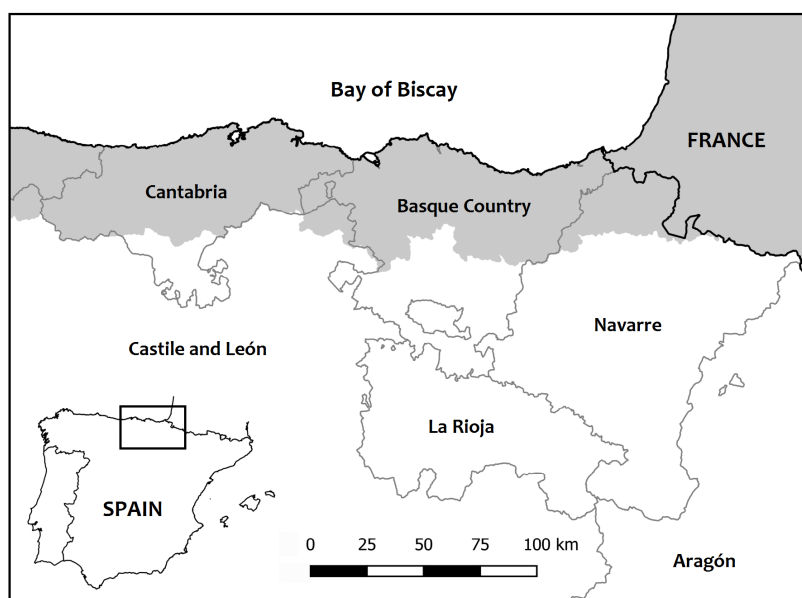 Bay of Biscay
FRANCE
Cantabria
Basque Country
Navarre
Castile and León
La Rioja
SPAIN
0 25 50 75 100 km
Aragón